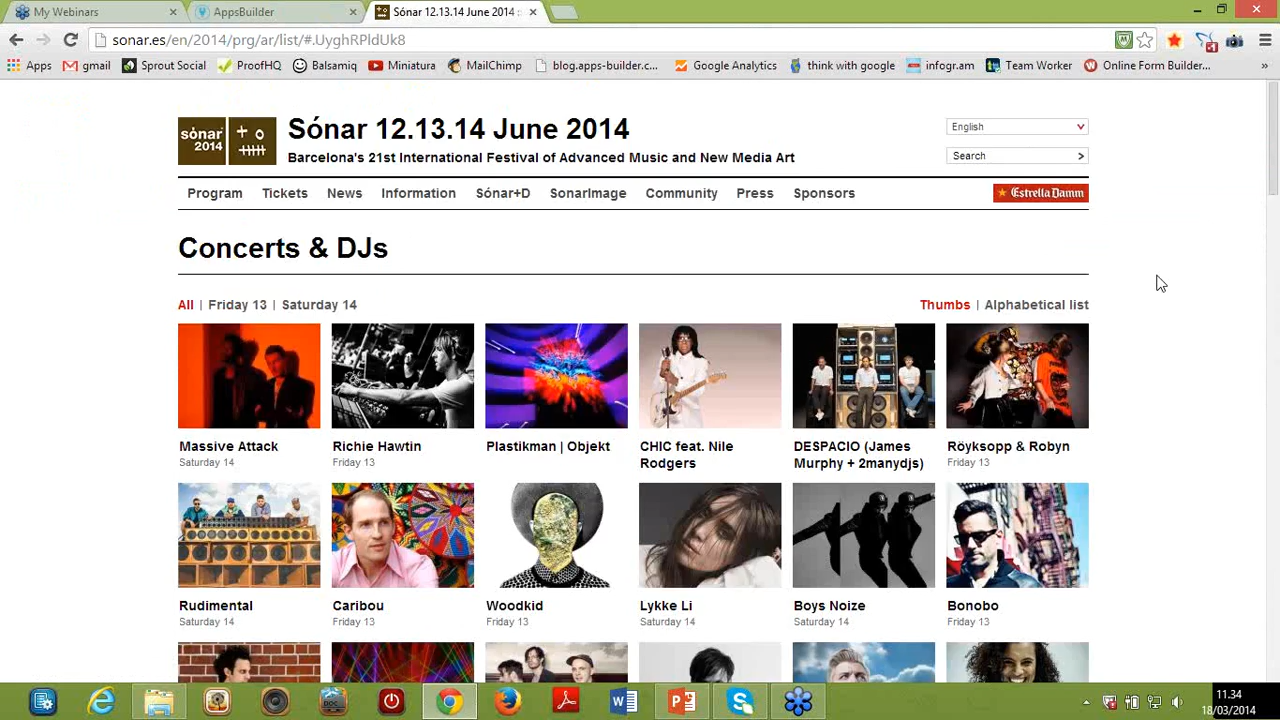 My Webinars
AppsBuilder
Sónar 12.13.14 June 2014 ::
sonar.es/en/2014/prg/ar/list/#.UyghRPldUk8
Apps
gmail
Sprout Social
ProofHQ
Balsamiq
Miniatura
MailChimp
blog.apps-builder.c...
Google Analytics
think with google
infogr.am
Team Worker
Online Form Builder...
»
sónar
2014
Sónar 12.13.14 June 2014
Barcelona's 21st International Festival of Advanced Music and New Media Art
English
Search
Program
Tickets
News
Information
Sónar+D
SonarImage
Community
Press
Sponsors
Estrella Damm
Concerts & DJs
All | Friday 13 | Saturday 14
Thumbs | Alphabetical list
Massive Attack
Saturday 14
Richie Hawtin
Friday 13
Plastikman | Objekt
CHIC feat. Nile
Rodgers
DESPACIO (James
Murphy + 2manydjs)
Röyksopp & Robyn
Friday 13
Rudimental
Saturday 14
Caribou
Friday 13
Woodkid
Friday 13
Lykke Li
Saturday 14
Boys Noize
Saturday 14
Bonobo
Friday 13
DOC
11.34
18/03/2014